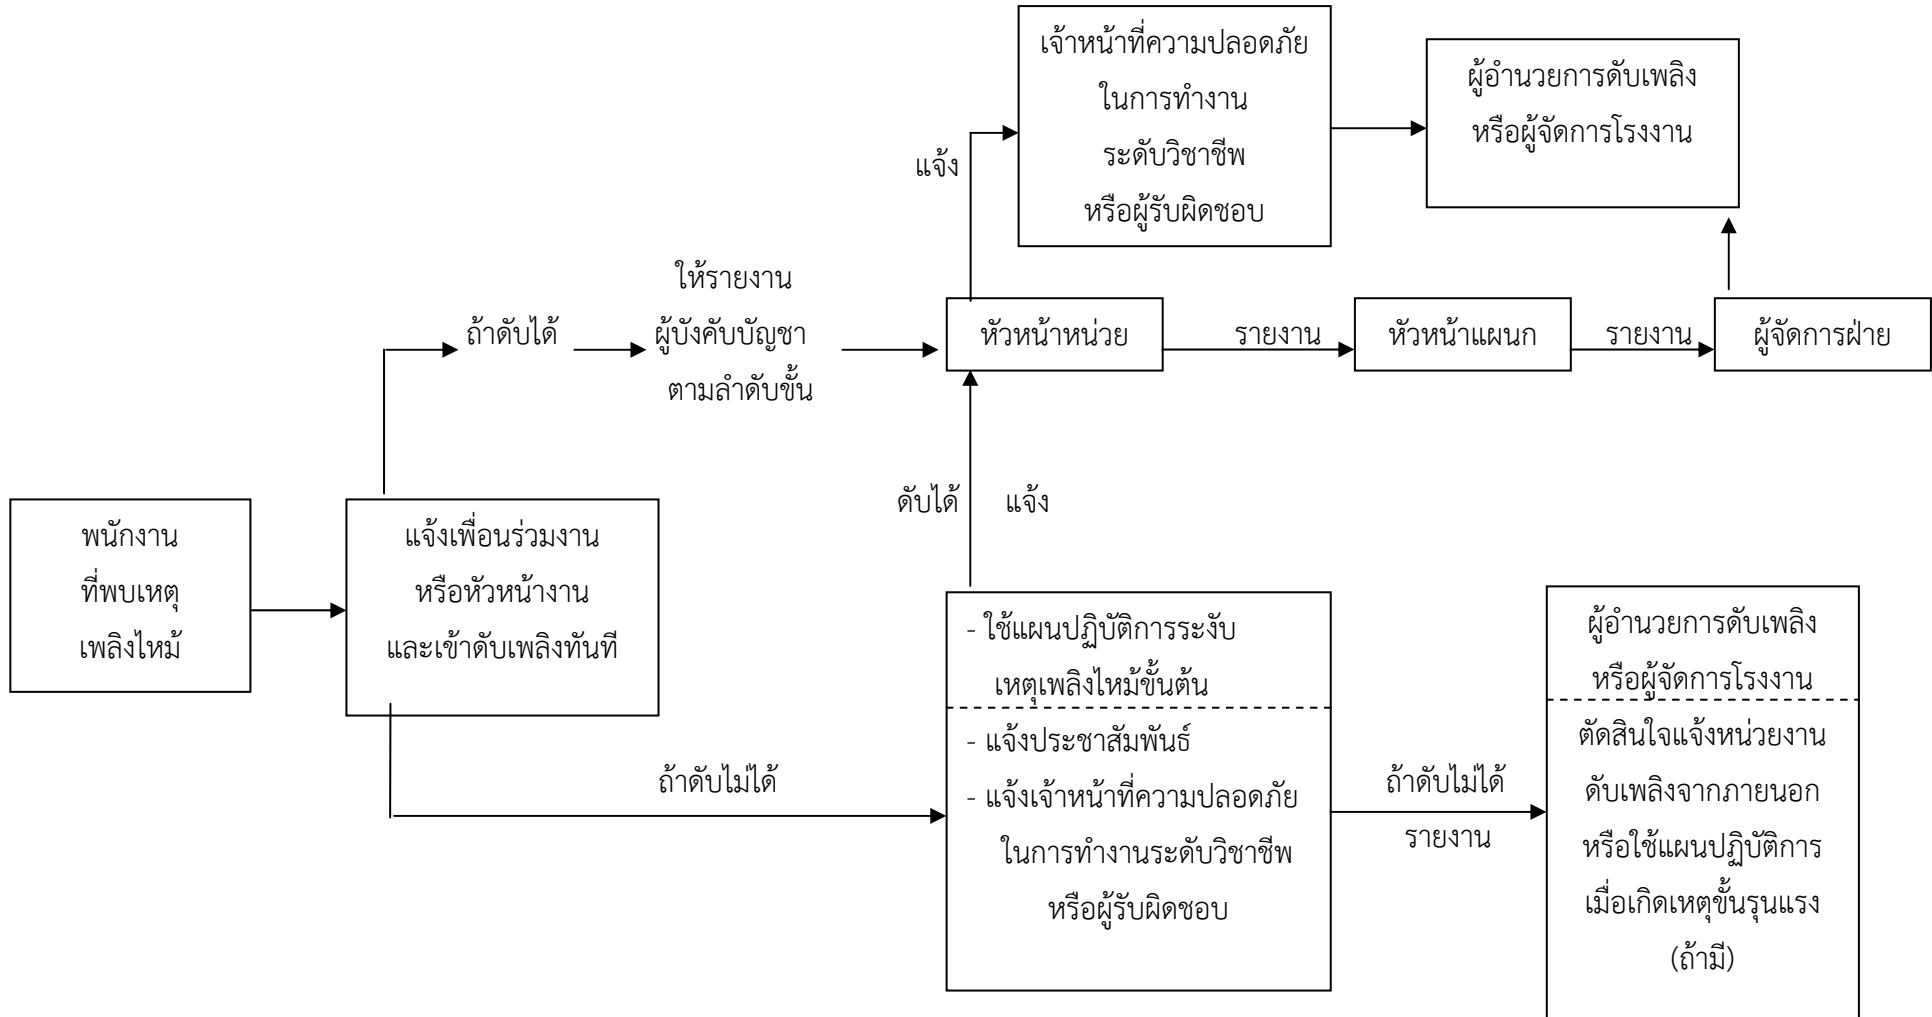 เจ้าหน้าที่ความปลอดภัย
ในการทำงาน
ระดับวิชาชีพ
หรือผู้รับผิดชอบ
ผู้อำนวยการดับเพลิง
หรือผู้จัดการโรงงาน
แจ้ง
ถ้าดับได้
ให้รายงาน
ผู้บังคับบัญชา
ตามลำดับขั้น
หัวหน้าหน่วย
รายงาน
หัวหน้าแผนก
รายงาน
ผู้จัดการฝ่าย
ดับได้
แจ้ง
พนักงาน
ที่พบเหตุ
เพลิงไหม้
แจ้งเพื่อนร่วมงาน
หรือหัวหน้างาน
และเข้าดับเพลิงทันที
ถ้าดับไม่ได้
- ใช้แผนปฏิบัติการระงับ
เหตุเพลิงไหม้ขั้นต้น
- แจ้งประชาสัมพันธ์
- แจ้งเจ้าหน้าที่ความปลอดภัย
ในการทำงานระดับวิชาชีพ
หรือผู้รับผิดชอบ
ถ้าดับไม่ได้
รายงาน
ผู้อำนวยการดับเพลิง
หรือผู้จัดการโรงงาน
ตัดสินใจแจ้งหน่วยงาน
ดับเพลิงจากภายนอก
หรือใช้แผนปฏิบัติการ
เมื่อเกิดเหตุขั้นรุนแรง
(ถ้ามี)